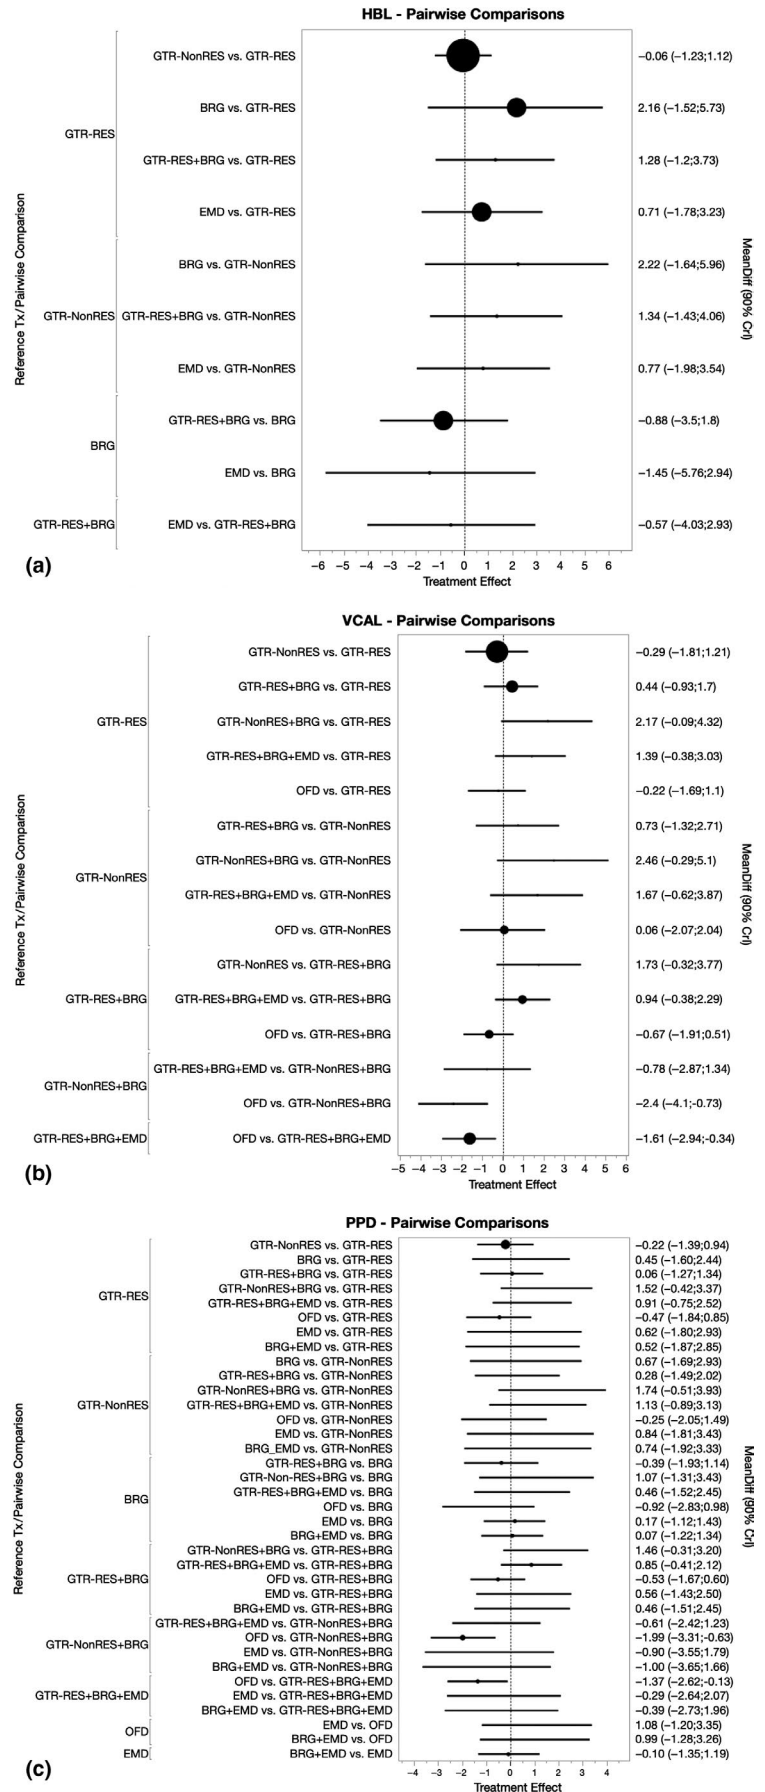 HBL - Pairwise Comparisons
Reference Tx/Pairwise Comparison
MeanDiff (90% CrI)
GTR-RES
GTR-NonRES vs. GTR-RES −0.06 (−1.23;1.12)
BRG vs. GTR-RES 2.16 (−1.52;5.73)
GTR-RES+BRG vs. GTR-RES 1.28 (−1.2;3.73)
EMD vs. GTR-RES 0.71 (−1.78;3.23)
GTR-NonRES
BRG vs. GTR-NonRES 2.22 (−1.64;5.96)
GTR-RES+BRG vs. GTR-NonRES 1.34 (−1.43;4.06)
EMD vs. GTR-NonRES 0.77 (−1.98;3.54)
BRG
GTR-RES+BRG vs. BRG −0.88 (−3.5;1.8)
EMD vs. BRG −1.45 (−5.76;2.94)
GTR-RES+BRG
EMD vs. GTR-RES+BRG −0.57 (−4.03;2.93)
−6 −5 −4 −3 −2 −1 0 1 2 3 4 5 6
Treatment Effect
(a)
VCAL - Pairwise Comparisons
Reference Tx/Pairwise Comparison
MeanDiff (90% CrI)
GTR-RES
GTR-NonRES vs. GTR-RES −0.29 (−1.81;1.21)
GTR-RES+BRG vs. GTR-RES 0.44 (−0.93;1.7)
GTR-NonRES+BRG vs. GTR-RES 2.17 (−0.09;4.32)
GTR-RES+BRG+EMD vs. GTR-RES 1.39 (−0.38;3.03)
OFD vs. GTR-RES −0.22 (−1.69;1.1)
GTR-NonRES
GTR-RES+BRG vs. GTR-NonRES 0.73 (−1.32;2.71)
GTR-NonRES+BRG vs. GTR-NonRES 2.46 (−0.29;5.1)
GTR-RES+BRG+EMD vs. GTR-NonRES 1.67 (−0.62;3.87)
OFD vs. GTR-NonRES 0.06 (−2.07;2.04)
GTR-RES+BRG
GTR-NonRES vs. GTR-RES+BRG 1.73 (−0.32;3.77)
GTR-RES+BRG+EMD vs. GTR-RES+BRG 0.94 (−0.38;2.29)
OFD vs. GTR-RES+BRG −0.67 (−1.91;0.51)
GTR-NonRES+BRG
GTR-RES+BRG+EMD vs. GTR-NonRES+BRG −0.78 (−2.87;1.34)
OFD vs. GTR-NonRES+BRG −2.4 (−4.1;-0.73)
GTR-RES+BRG+EMD
OFD vs. GTR-RES+BRG+EMD −1.61 (−2.94;-0.34)
−5 −4 −3 −2 −1 0 1 2 3 4 5 6
Treatment Effect
(b)
PPD - Pairwise Comparisons
Reference Tx/Pairwise Comparison
MeanDiff (90% CrI)
GTR-RES
GTR-NonRES vs. GTR-RES −0.22 (−1.39;0.94)
BRG vs. GTR-RES 0.45 (−1.60;2.44)
GTR-RES+BRG vs. GTR-RES 0.06 (−1.27;1.34)
GTR-NonRES+BRG vs. GTR-RES 1.52 (−0.42;3.37)
GTR-RES+BRG+EMD vs. GTR-RES 0.91 (−0.75;2.52)
OFD vs. GTR-RES −0.47 (−1.84;0.85)
EMD vs. GTR-RES 0.62 (−1.80;2.93)
BRG+EMD vs. GTR-RES 0.52 (−1.87;2.85)
GTR-NonRES
BRG vs. GTR-NonRES 0.67 (−1.69;2.93)
GTR-RES+BRG vs. GTR-NonRES 0.28 (−1.49;2.02)
GTR-NonRES+BRG vs. GTR-NonRES 1.74 (−0.51;3.93)
GTR-RES+BRG+EMD vs. GTR-NonRES 1.13 (−0.89;3.13)
OFD vs. GTR-NonRES −0.25 (−2.05;1.49)
EMD vs. GTR-NonRES 0.84 (−1.81;3.43)
BRG_EMD vs. GTR-NonRES 0.74 (−1.92;3.33)
BRG
GTR-RES+BRG vs. BRG −0.39 (−1.93;1.14)
GTR-Non-RES+BRG vs. BRG 1.07 (−1.31;3.43)
GTR-RES+BRG+EMD vs. BRG 0.46 (−1.52;2.45)
OFD vs. BRG −0.92 (−2.83;0.98)
EMD vs. BRG 0.17 (−1.12;1.43)
BRG+EMD vs. BRG 0.07 (−1.22;1.34)
GTR-RES+BRG
GTR-NonRES+BRG vs. GTR-RES+BRG 1.46 (−0.31;3.20)
GTR-RES+BRG+EMD vs. GTR-RES+BRG 0.85 (−0.41;2.12)
OFD vs. GTR-RES+BRG −0.53 (−1.67;0.60)
EMD vs. GTR-RES+BRG 0.56 (−1.43;2.50)
BRG+EMD vs. GTR-RES+BRG 0.46 (−1.51;2.45)
GTR-NonRES+BRG
GTR-RES+BRG+EMD vs. GTR-NonRES+BRG −0.61 (−2.42;1.23)
OFD vs. GTR-NonRES+BRG −1.99 (−3.31;-0.63)
EMD vs. GTR-NonRES+BRG −0.90 (−3.55;1.79)
BRG+EMD vs. GTR-NonRES+BRG −1.00 (−3.65;1.66)
GTR-RES+BRG+EMD
OFD vs. GTR-RES+BRG+EMD −1.37 (−2.62;-0.13)
EMD vs. GTR-RES+BRG+EMD −0.29 (−2.64;2.07)
BRG+EMD vs. GTR-RES+BRG+EMD −0.39 (−2.73;1.96)
OFD
EMD vs. OFD 1.08 (−1.20;3.35)
BRG+EMD vs. OFD 0.99 (−1.28;3.26)
EMD
BRG+EMD vs. EMD −0.10 (−1.35;1.19)
−4 −3 −2 −1 0 1 2 3 4
Treatment Effect
(c)